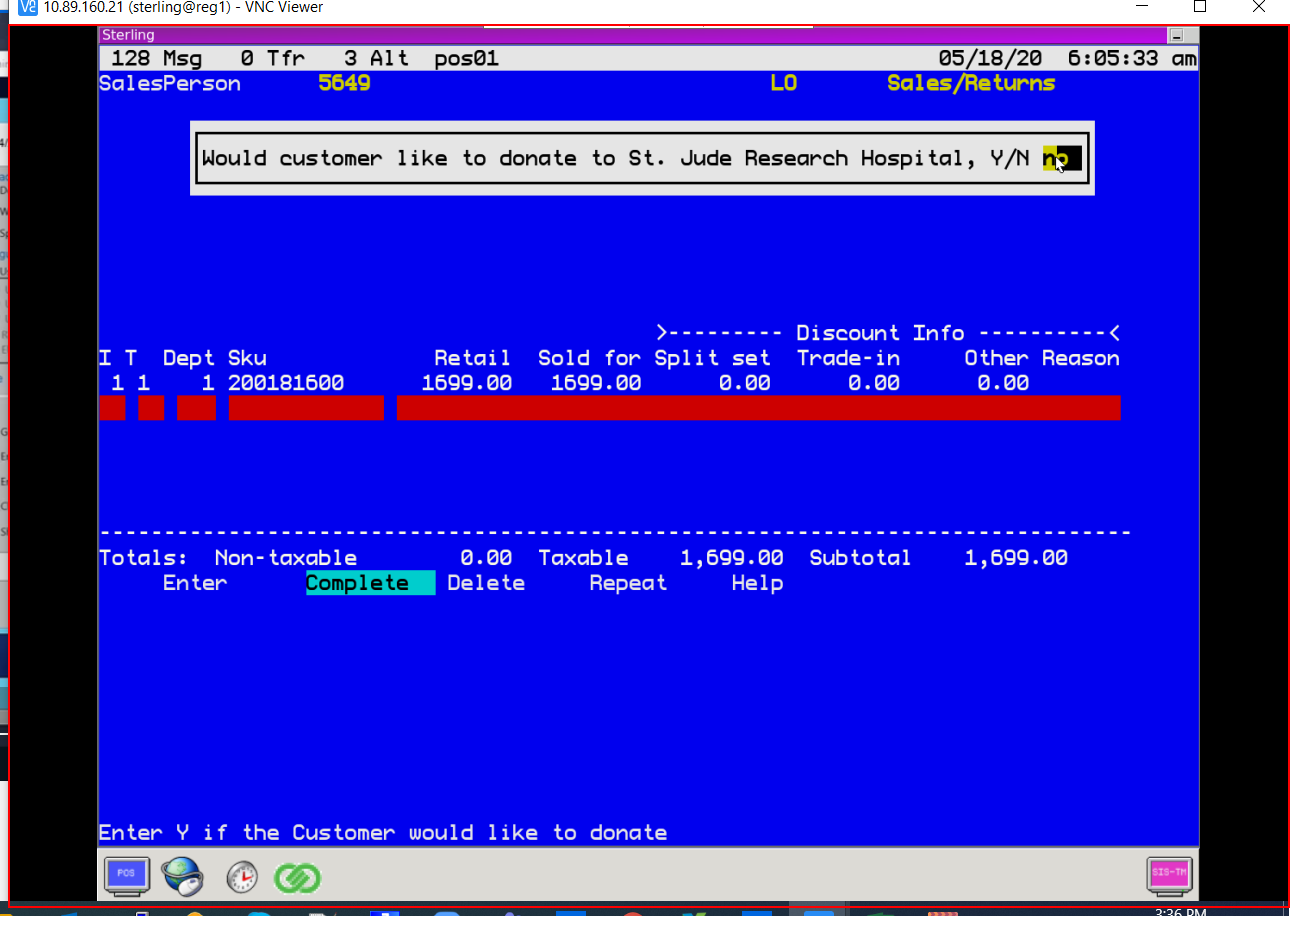 10.89.160.21 (sterling@reg1) - VNC Viewer
Sterling
128 Msg 0 Tfr 3 Alt pos01 05/18/20 6:05:33 am
SalesPerson 5649 LO Sales/Returns
Would customer like to donate to St. Jude Research Hospital, Y/N no
>--------- Discount Info ----------<
I T Dept Sku Retail Sold for Split set Trade-in Other Reason
1 1 1 200181600 1699.00 1699.00 0.00 0.00 0.00
Totals: Non-taxable 0.00 Taxable 1,699.00 Subtotal 1,699.00
Enter Complete Delete Repeat Help
Enter Y if the Customer would like to donate
POS
SIS-TM
3:36 PM